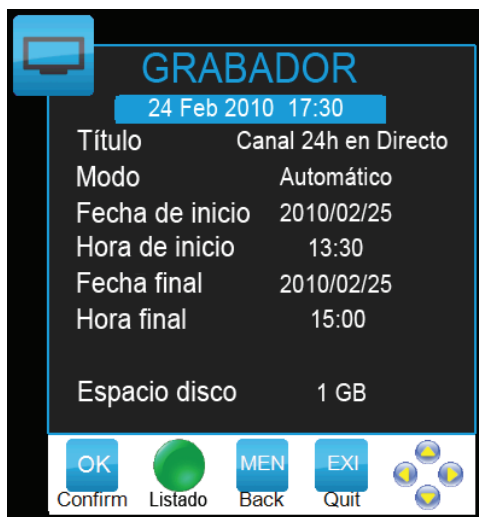 GRABADOR
24 Feb 2010 17:30
Título Canal 24h en Directo
Modo Automático
Fecha de inicio 2010/02/25
Hora de inicio 13:30
Fecha final 2010/02/25
Hora final 15:00
Espacio disco 1 GB
OK MEN EXI
Confirm Listado Back Quit